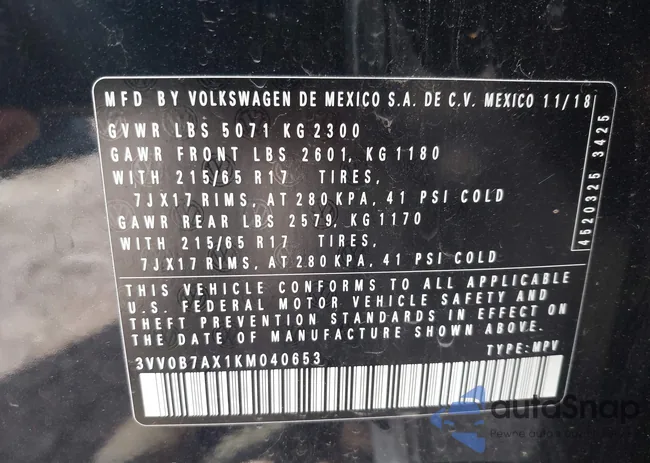 MFD BY VOLKSWAGEN DE MEXICO S.A. DE C.V. MEXICO 11/18
GVWR LBS 5071 KG 2300
GAWR FRONT LBS 2601, KG 1180
WITH 215/65 R17 TIRES,
7JX17 RIMS, AT 280 KPA, 41 PSI COLD
GAWR REAR LBS 2579, KG 1170
WITH 215/65 R17 TIRES,
7JX17 RIMS, AT 280 KPA, 41 PSI COLD
4520325 3425
THIS VEHICLE CONFORMS TO ALL APPLICABLE
U.S. FEDERAL MOTOR VEHICLE SAFETY AND
THEFT PREVENTION STANDARDS IN EFFECT ON
THE DATE OF MANUFACTURE SHOWN ABOVE.
3VV0B7AX1KM040653 TYPE: MPV
autoSnap
Pewne auto z